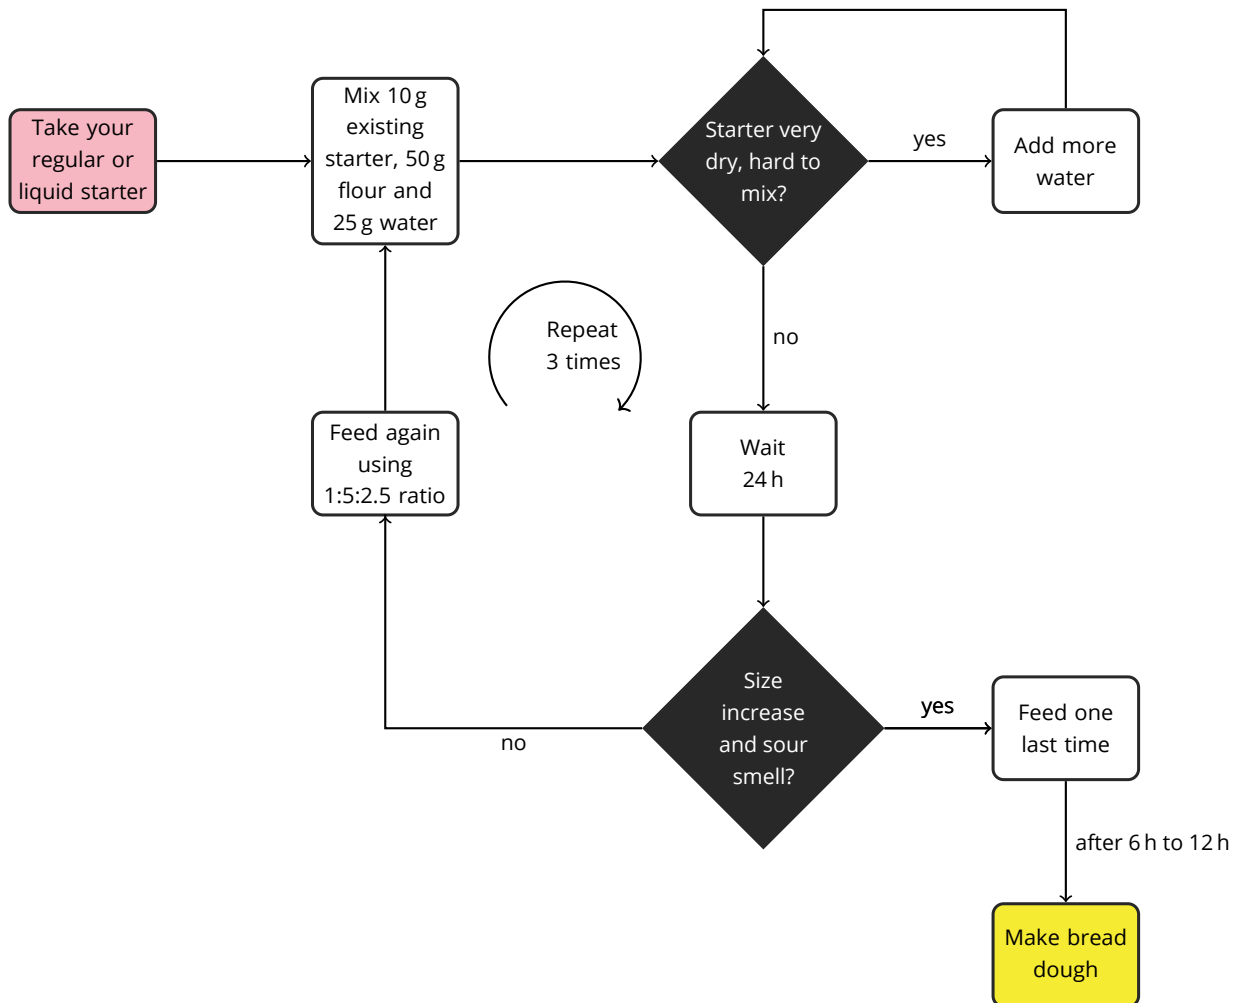 Take your
regular or
liquid starter
Mix 10 g
existing
starter, 50 g
flour and
25 g water
Starter very
dry, hard to
mix?
yes
Add more
water
no
Repeat
3 times
Feed again
using
1:5:2.5 ratio
Wait
24 h
Size
increase
and sour
smell?
no
yes
Feed one
last time
after 6 h to 12 h
Make bread
dough